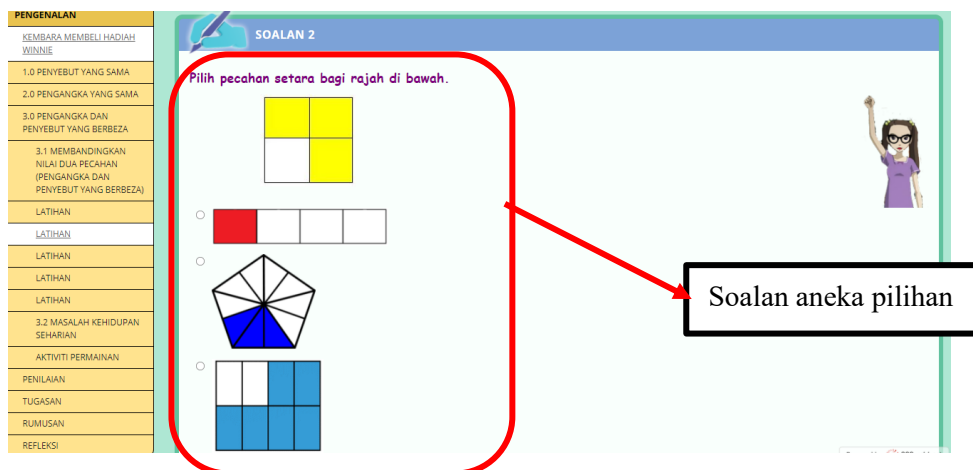 PENGENALAN
KEMBARA MEMBELI HADIAH
WINNIE
1.0 PENYEBUT YANG SAMA
2.0 PENGANGKA YANG SAMA
3.0 PENGANGKA DAN
PENYEBUT YANG BERBEZA
3.1 MEMBANDINGKAN
NILAI DUA PECAHAN
(PENGANGKA DAN
PENYEBUT YANG BERBEZA)
LATIHAN
LATIHAN
LATIHAN
LATIHAN
LATIHAN
3.2 MASALAH KEHIDUPAN
SEHARIAN
AKTIVITI PERMAINAN
PENILAIAN
TUGASAN
RUMUSAN
REFLEKSI
SOALAN 2
Pilih pecahan setara bagi rajah di bawah.
Soalan aneka pilihan